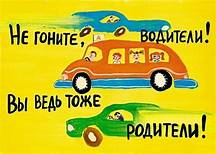 Не гоните, водители!
Вы ведь тоже
родители!